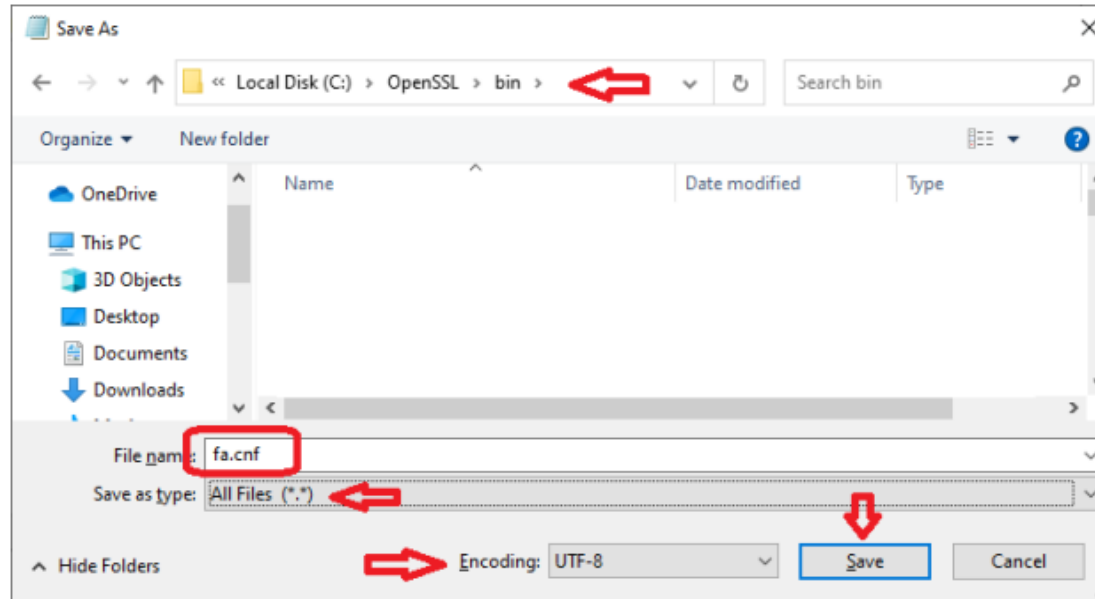 Save As
« Local Disk (C:) › OpenSSL › bin ›
Search bin
Organize
New folder
Name
Date modified
Type
OneDrive
This PC
3D Objects
Desktop
Documents
Downloads
File name: fa.cnf
Save as type: All Files (*.*)
Hide Folders
Encoding: UTF-8
Save
Cancel